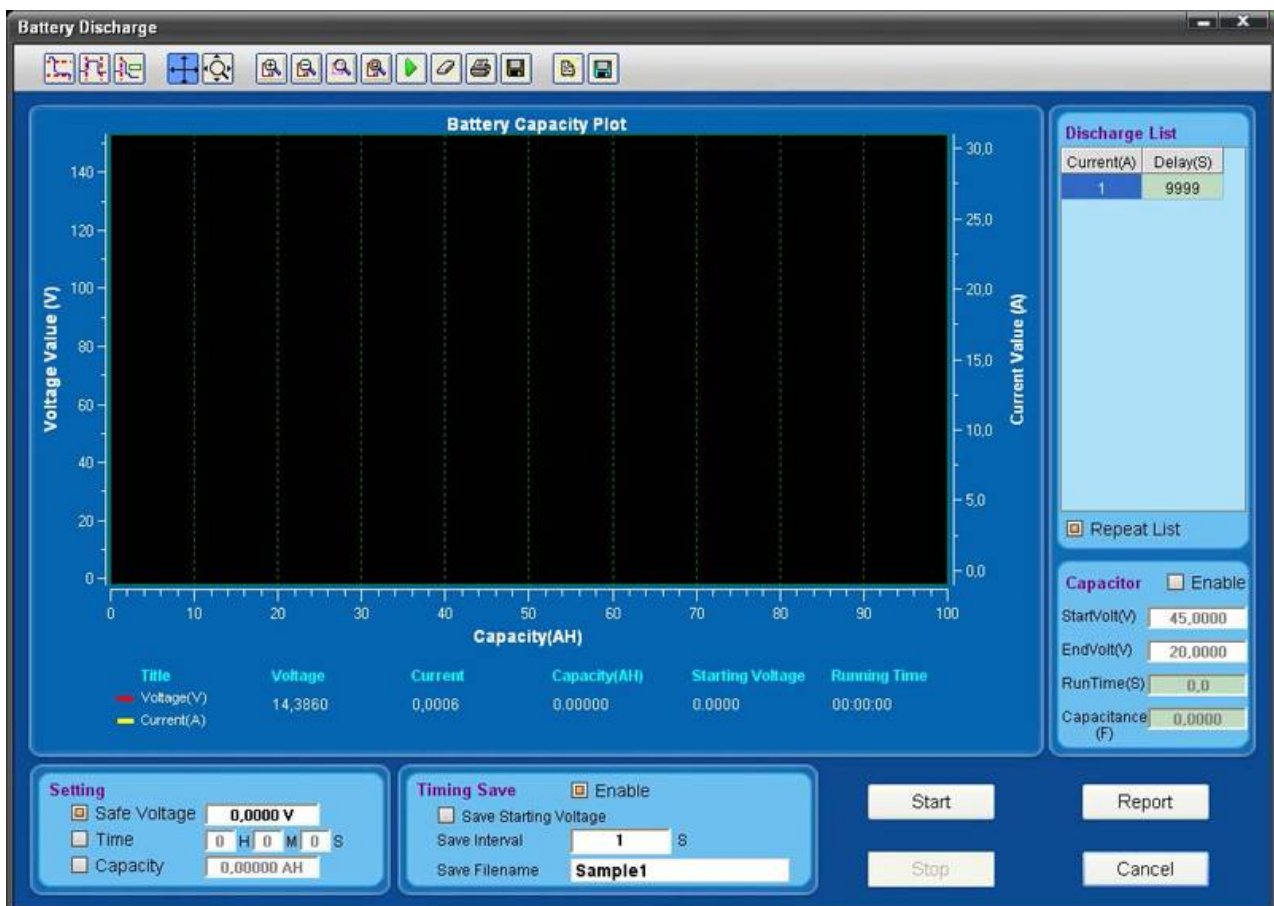 Battery Discharge
Battery Capacity Plot
Voltage Value (V)
140
120
100
80
60
40
20
0
30,0
25,0
20,0
15,0
10,0
5,0
0,0
Current Value (A)
0 10 20 30 40 50 60 70 80 90 100
Capacity(AH)
Title Voltage Current Capacity(AH) Starting Voltage Running Time
Voltage(V)
Current(A)
14,3860 0,0006 0.00000 0.0000 00:00:00
Discharge List
Current(A) Delay(S)
1 9999
Repeat List
Capacitor Enable
StartVolt(V) 45,0000
EndVolt(V) 20,0000
RunTime(S) 0,0
Capacitance (F) 0,0000
Setting
Safe Voltage 0,0000 V
Time 0 H 0 M 0 S
Capacity 0,00000 AH
Timing Save Enable
Save Starting Voltage
Save Interval 1 S
Save Filename Sample1
Start Report
Stop Cancel